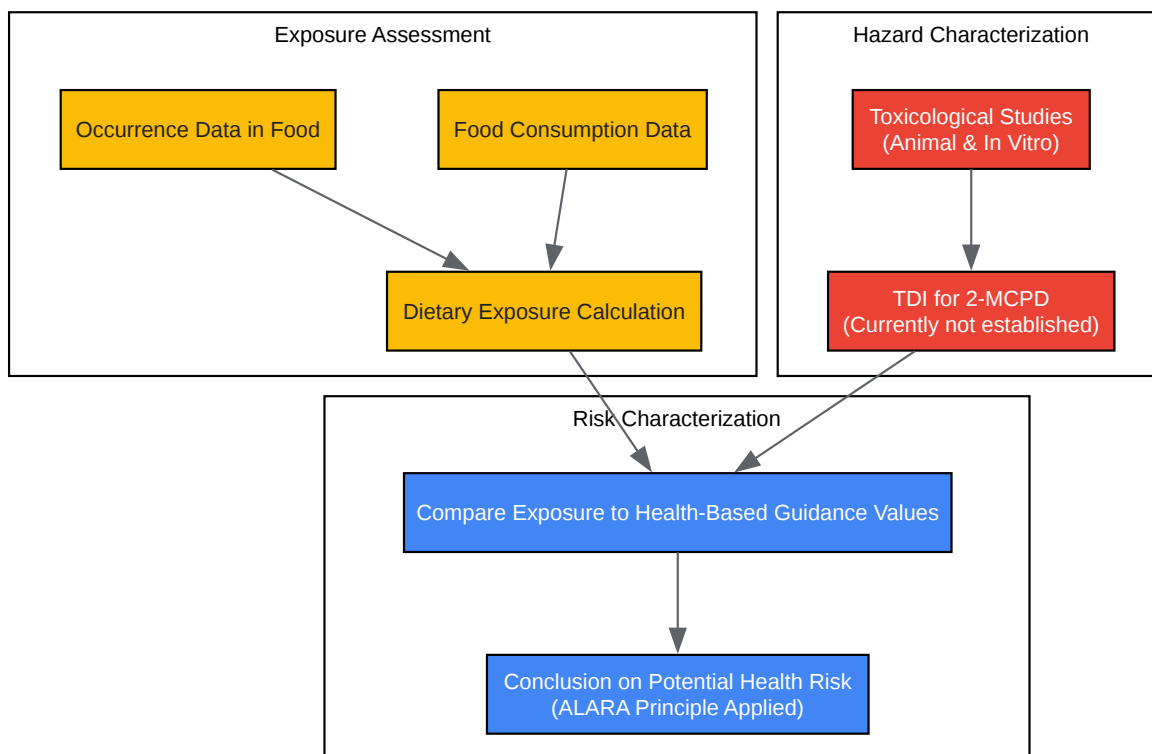 Exposure Assessment
Occurrence Data in Food
Food Consumption Data
Dietary Exposure Calculation
Hazard Characterization
Toxicological Studies
(Animal & In Vitro)
TDI for 2-MCPD
(Currently not established)
Risk Characterization
Compare Exposure to Health-Based Guidance Values
Conclusion on Potential Health Risk
(ALARA Principle Applied)